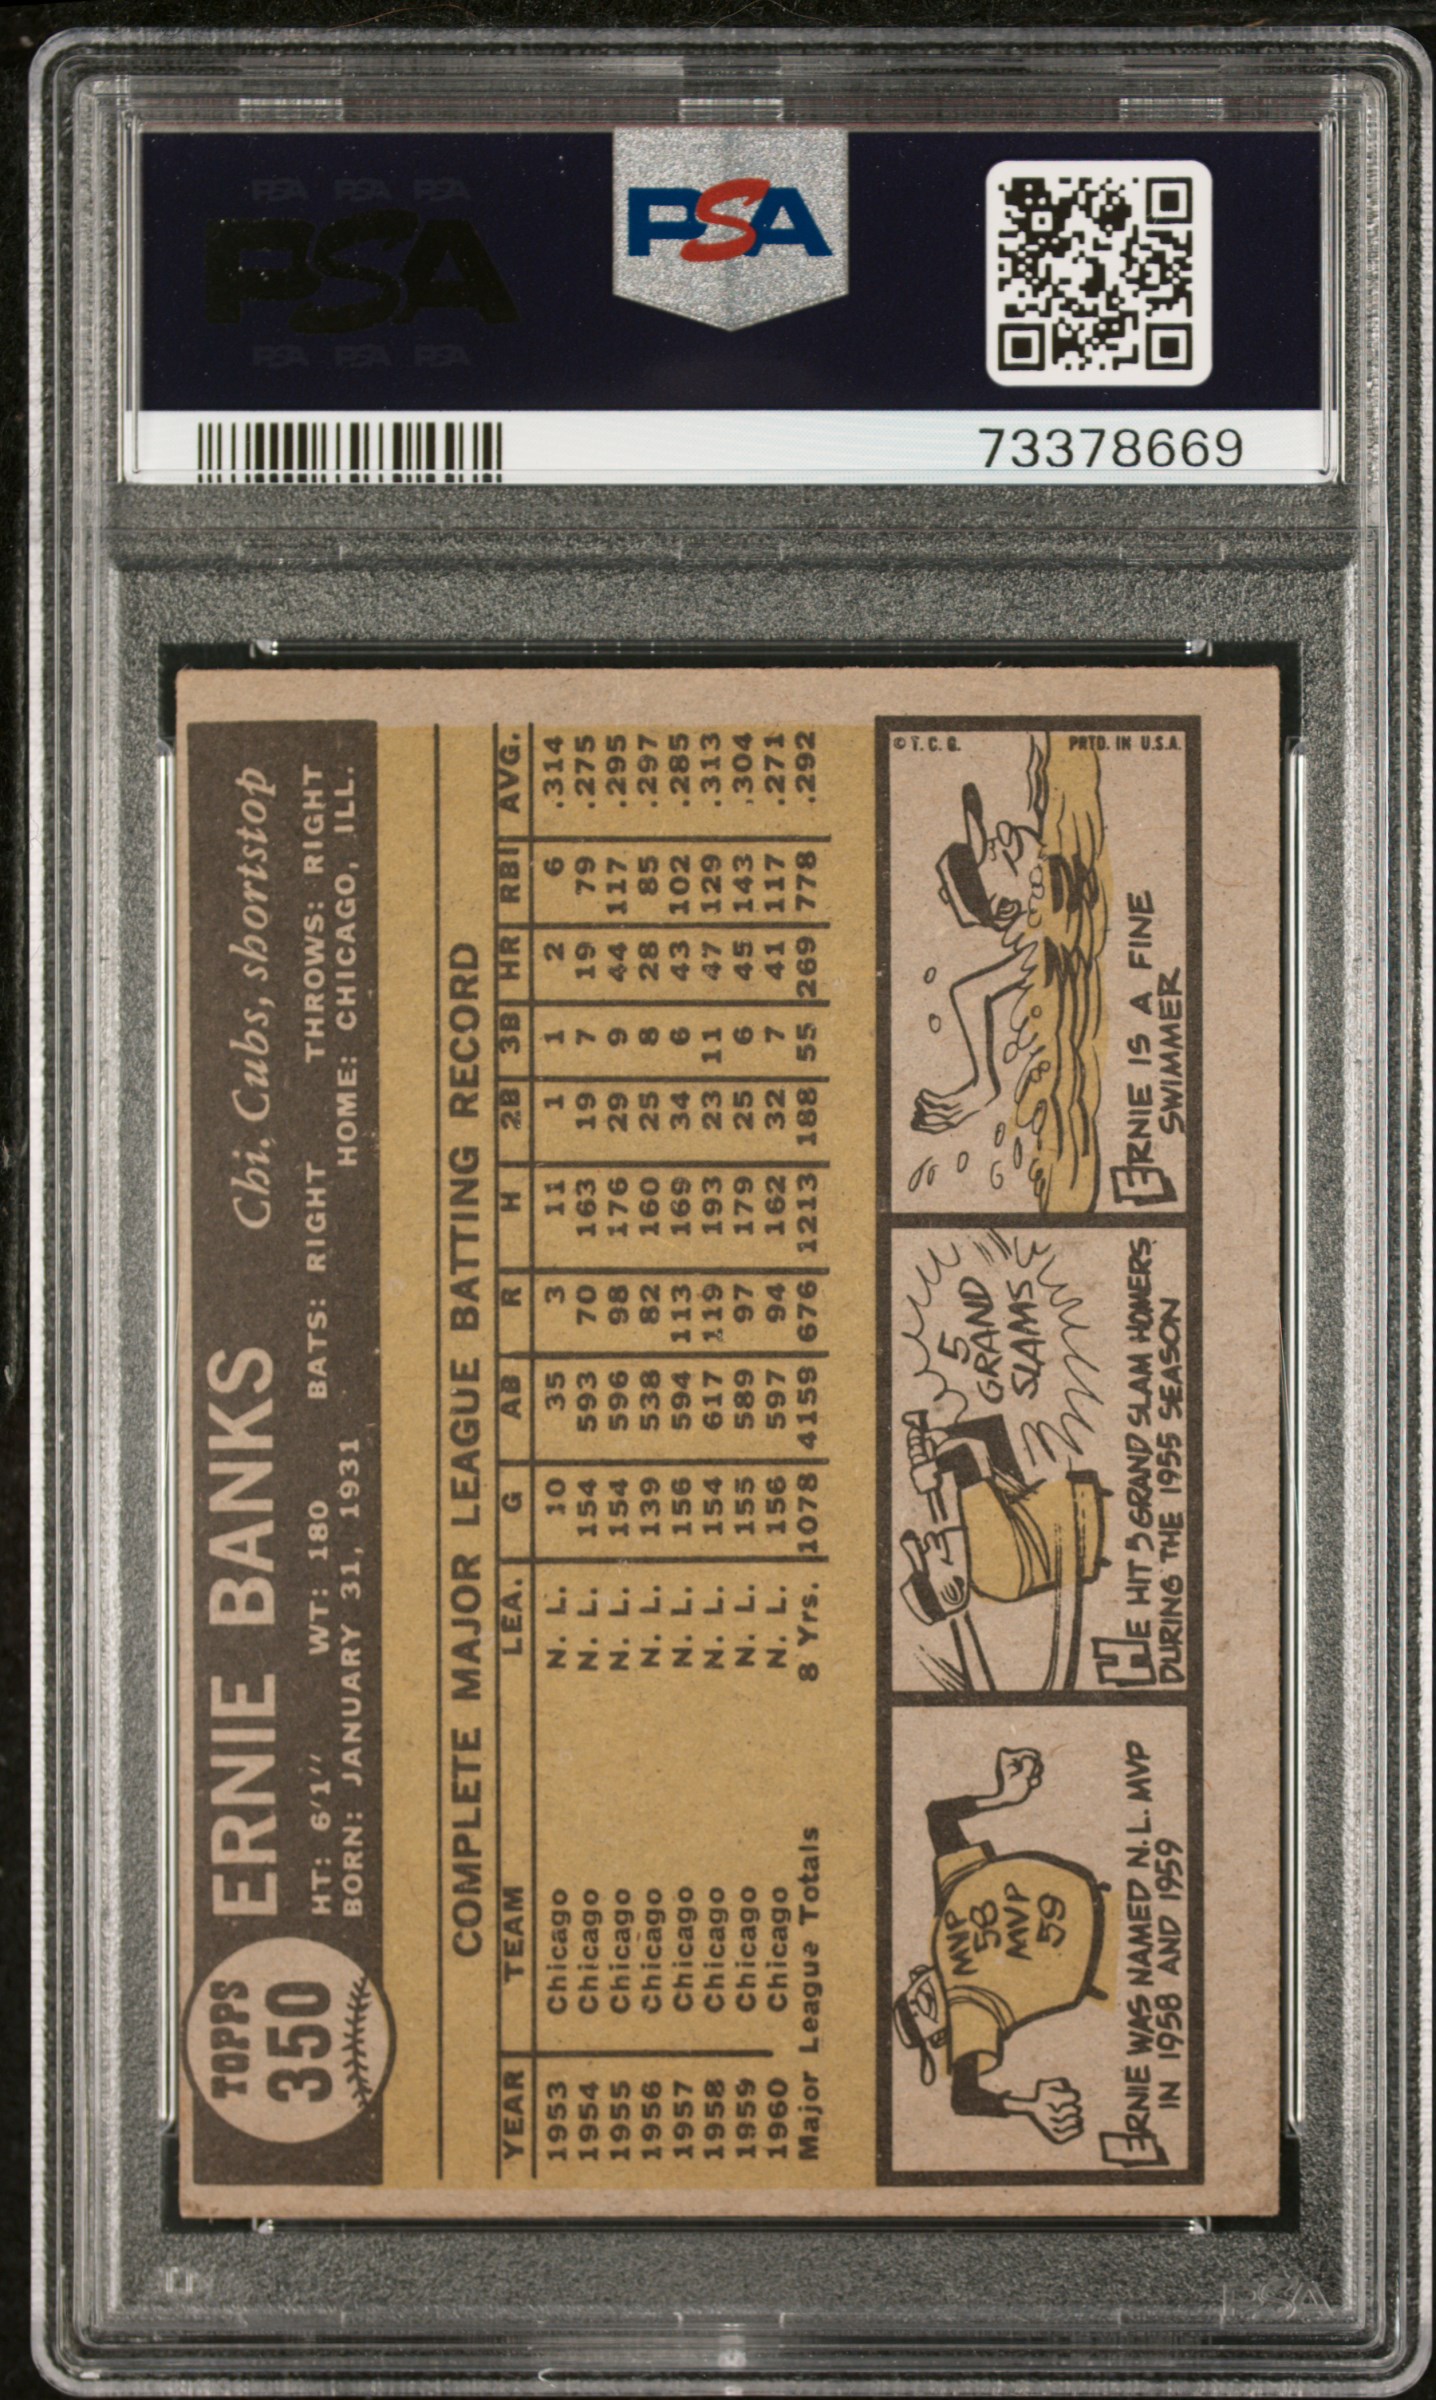 PSA PSA PSA
PSA
PSA PSA PSA
PSA
73378669
TOPPS
350
ERNIE BANKS Chi. Cubs, shortstop
HT: 6'1" WT: 180 BATS: RIGHT THROWS: RIGHT
BORN: JANUARY 31, 1931 HOME: CHICAGO, ILL.
COMPLETE MAJOR LEAGUE BATTING RECORD
YEAR TEAM LEA. G AB R H 2B 3B HR RBI AVG.
1953 Chicago N. L. 10 35 3 11 1 1 2 6 .314
1954 Chicago N. L. 154 593 70 163 19 7 19 79 .275
1955 Chicago N. L. 154 596 98 176 29 9 44 117 .295
1956 Chicago N. L. 139 538 82 160 25 8 28 85 .297
1957 Chicago N. L. 156 594 113 169 34 6 43 102 .285
1958 Chicago N. L. 154 617 119 193 23 11 47 129 .313
1959 Chicago N. L. 155 589 97 179 25 6 45 143 .304
1960 Chicago N. L. 156 597 94 162 32 7 41 117 .271
Major League Totals 8 Yrs. 1078 4159 676 1213 188 55 269 778 .292
MVP
58
MVP
59
ERNIE WAS NAMED N.L. MVP
IN 1958 AND 1959
5
GRAND
SLAMS
HE HIT 5 GRAND SLAM HOMERS
DURING THE 1955 SEASON
© T. C. G. PRTD. IN U.S.A.
ERNIE IS A FINE
SWIMMER
PSA